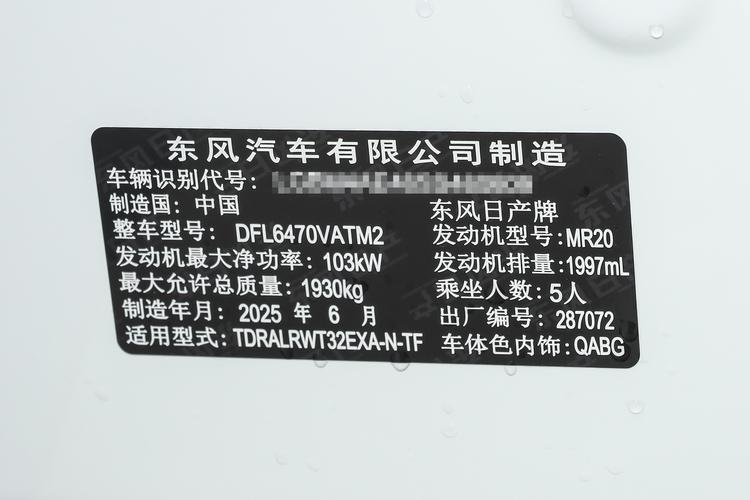 东风汽车有限公司制造
车辆识别代号：
制造国：中国
东风日产牌
整车型号： DFL6470VATM2
发动机型号：MR20
发动机最大净功率：103kW
发动机排量：1997mL
最大允许总质量：1930kg
乘坐人数：5人
制造年月：2025 年 6 月
出厂编号：287072
适用型式：TDRALRWT32EXA-N-TF
车体色内饰：QABG